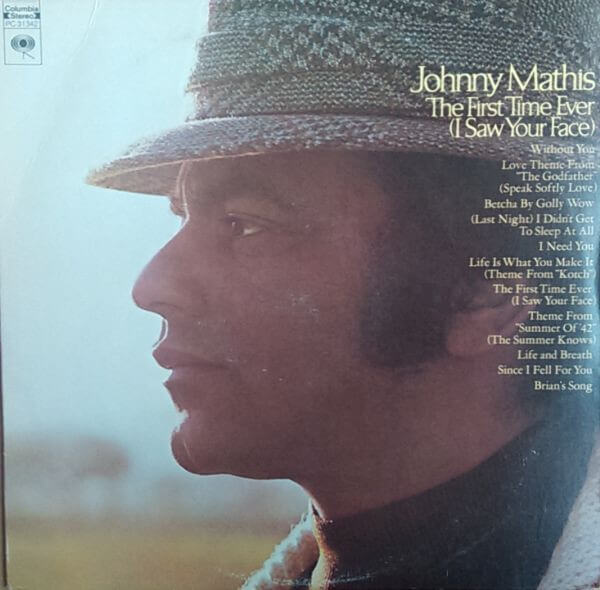 Columbia
Stereo
PC 31342
Johnny Mathis
The First Time Ever
(I Saw Your Face)
Without You
Love Theme From
"The Godfather"
(Speak Softly Love)
Betcha By Golly Wow
(Last Night) I Didn't Get
To Sleep At All
I Need You
Life Is What You Make It
(Theme From "Kotch")
The First Time Ever
(I Saw Your Face)
Theme From
"Summer Of '42"
(The Summer Knows)
Life and Breath
Since I Fell For You
Brian's Song